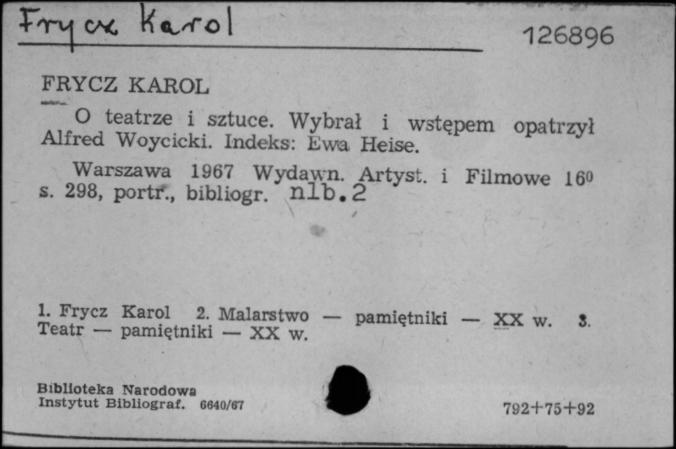 Frycz Karol
126896
FRYCZ KAROL
O teatrze i sztuce. Wybrał i wstępem opatrzył
Alfred Woycicki. Indeks: Ewa Heise.
Warszawa 1967 Wydawn. Artyst. i Filmowe 16⁰
s. 298, portr., bibliogr. nlb.2
1. Frycz Karol 2. Malarstwo — pamiętniki — XX w. 3.
Teatr — pamiętniki — XX w.
Biblioteka Narodowa
Instytut Bibliograf. 6640/67
792+75+92